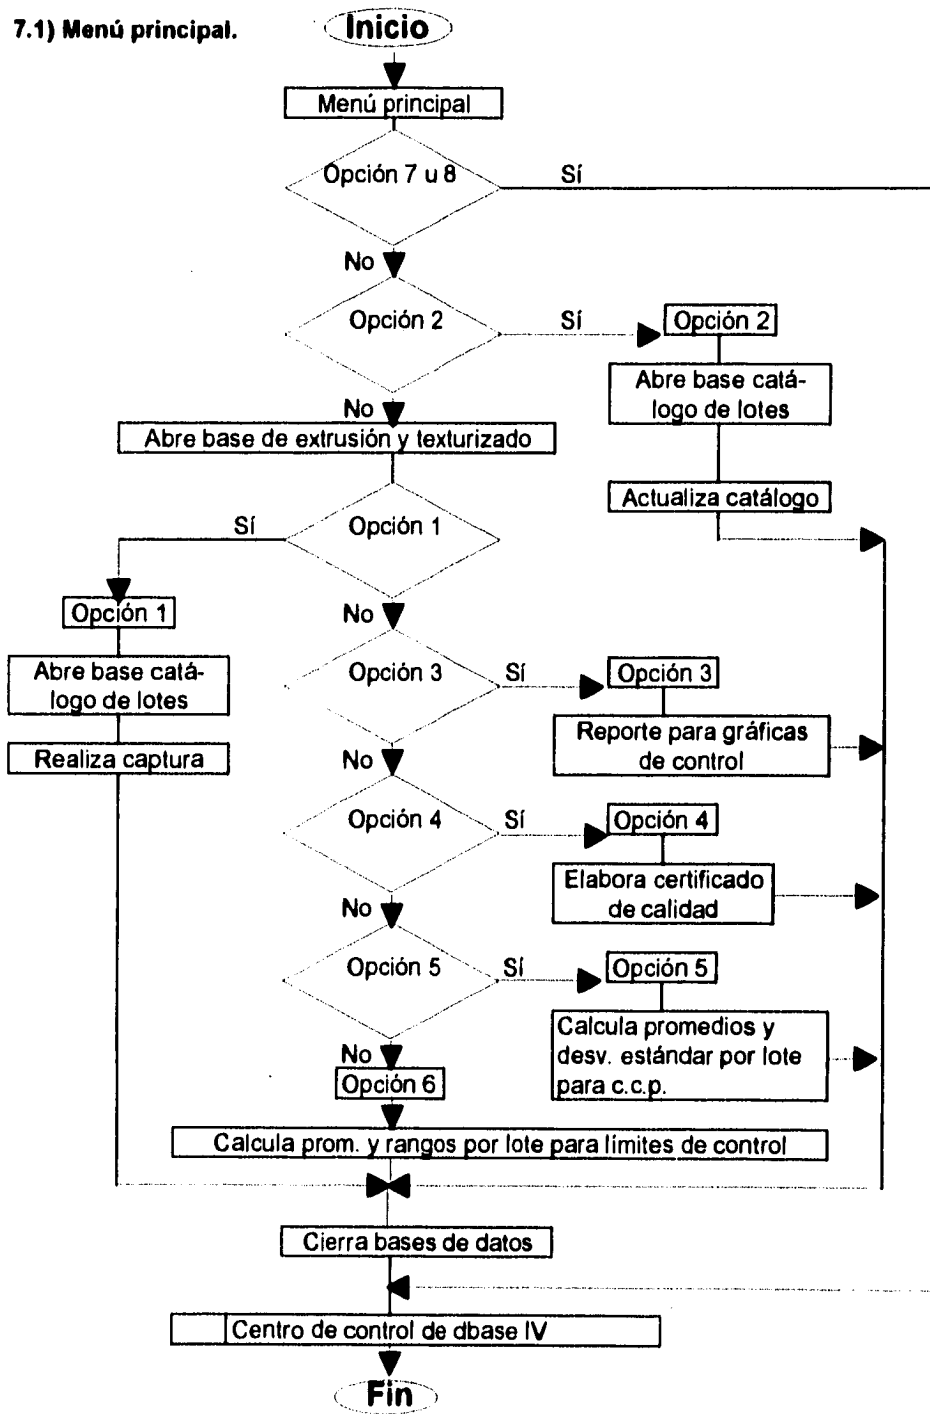 7.1) Menú principal.
Inicio
Menú principal
Opción 7 u 8
Sí
No
Opción 2
Sí
Opción 2
Abre base catá-
logo de lotes
Actualiza catálogo
No
Abre base de extrusión y texturizado
Opción 1
Sí
Opción 1
Abre base catá-
logo de lotes
Realiza captura
No
Opción 3
Sí
Opción 3
Reporte para gráficas
de control
No
Opción 4
Sí
Opción 4
Elabora certificado
de calidad
No
Opción 5
Sí
Opción 5
Calcula promedios y
desv. estándar por lote
para c.c.p.
No
Opción 6
Calcula prom. y rangos por lote para límites de control
Cierra bases de datos
Centro de control de dbase IV
Fin